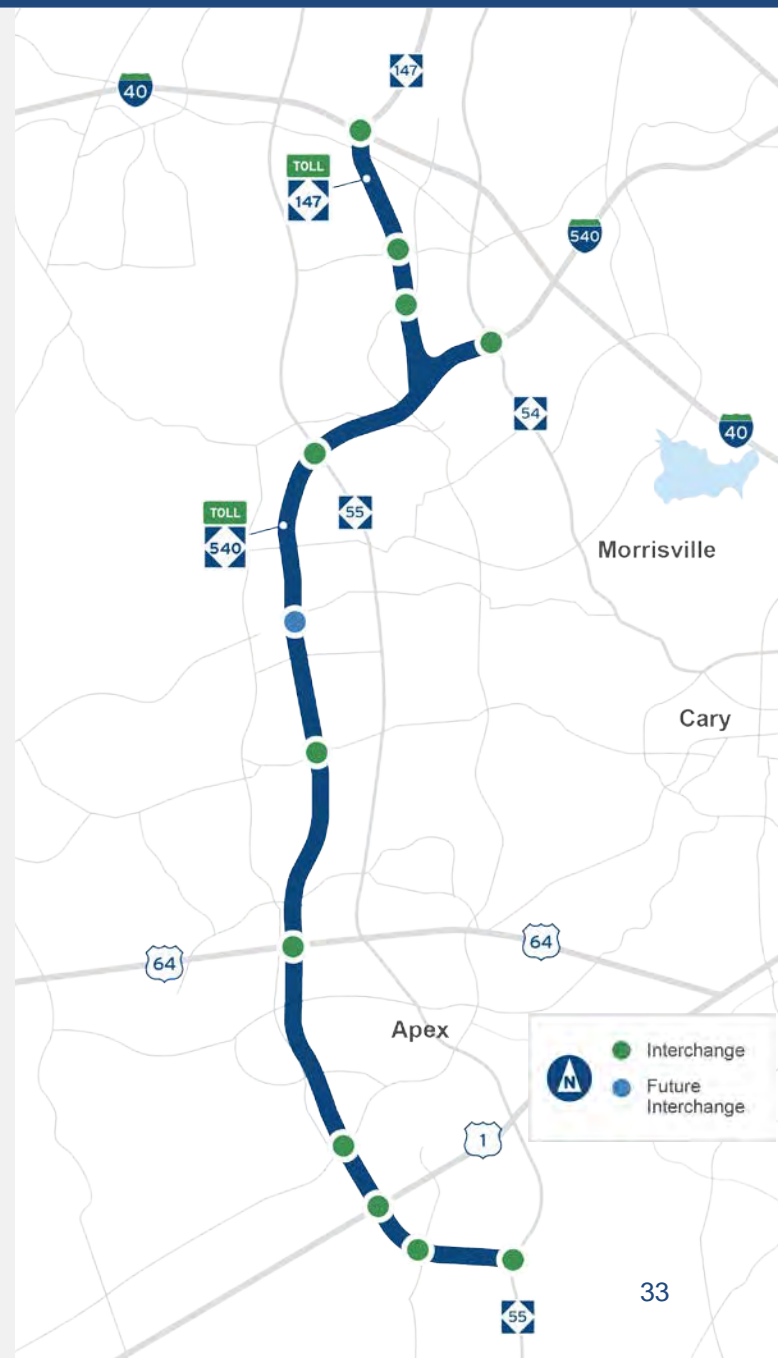 147
40
TOLL
147
540
54
40
TOLL
540
55
Morrisville
Cary
64
64
Apex
Interchange
N
Future
Interchange
1
33
55